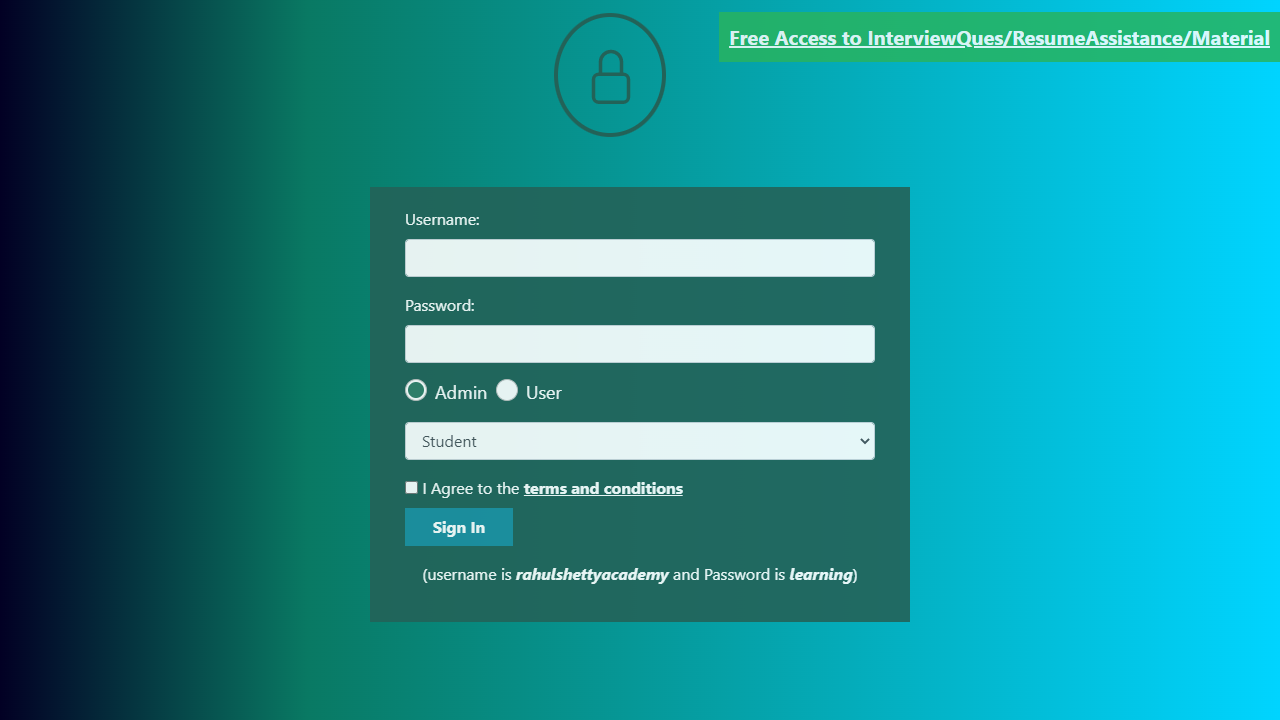 Free Access to InterviewQues/ResumeAssistance/Material
Username:
Password:
Admin User
Student
I Agree to the terms and conditions
Sign In
(username is rahulshettyacademy and Password is learning)